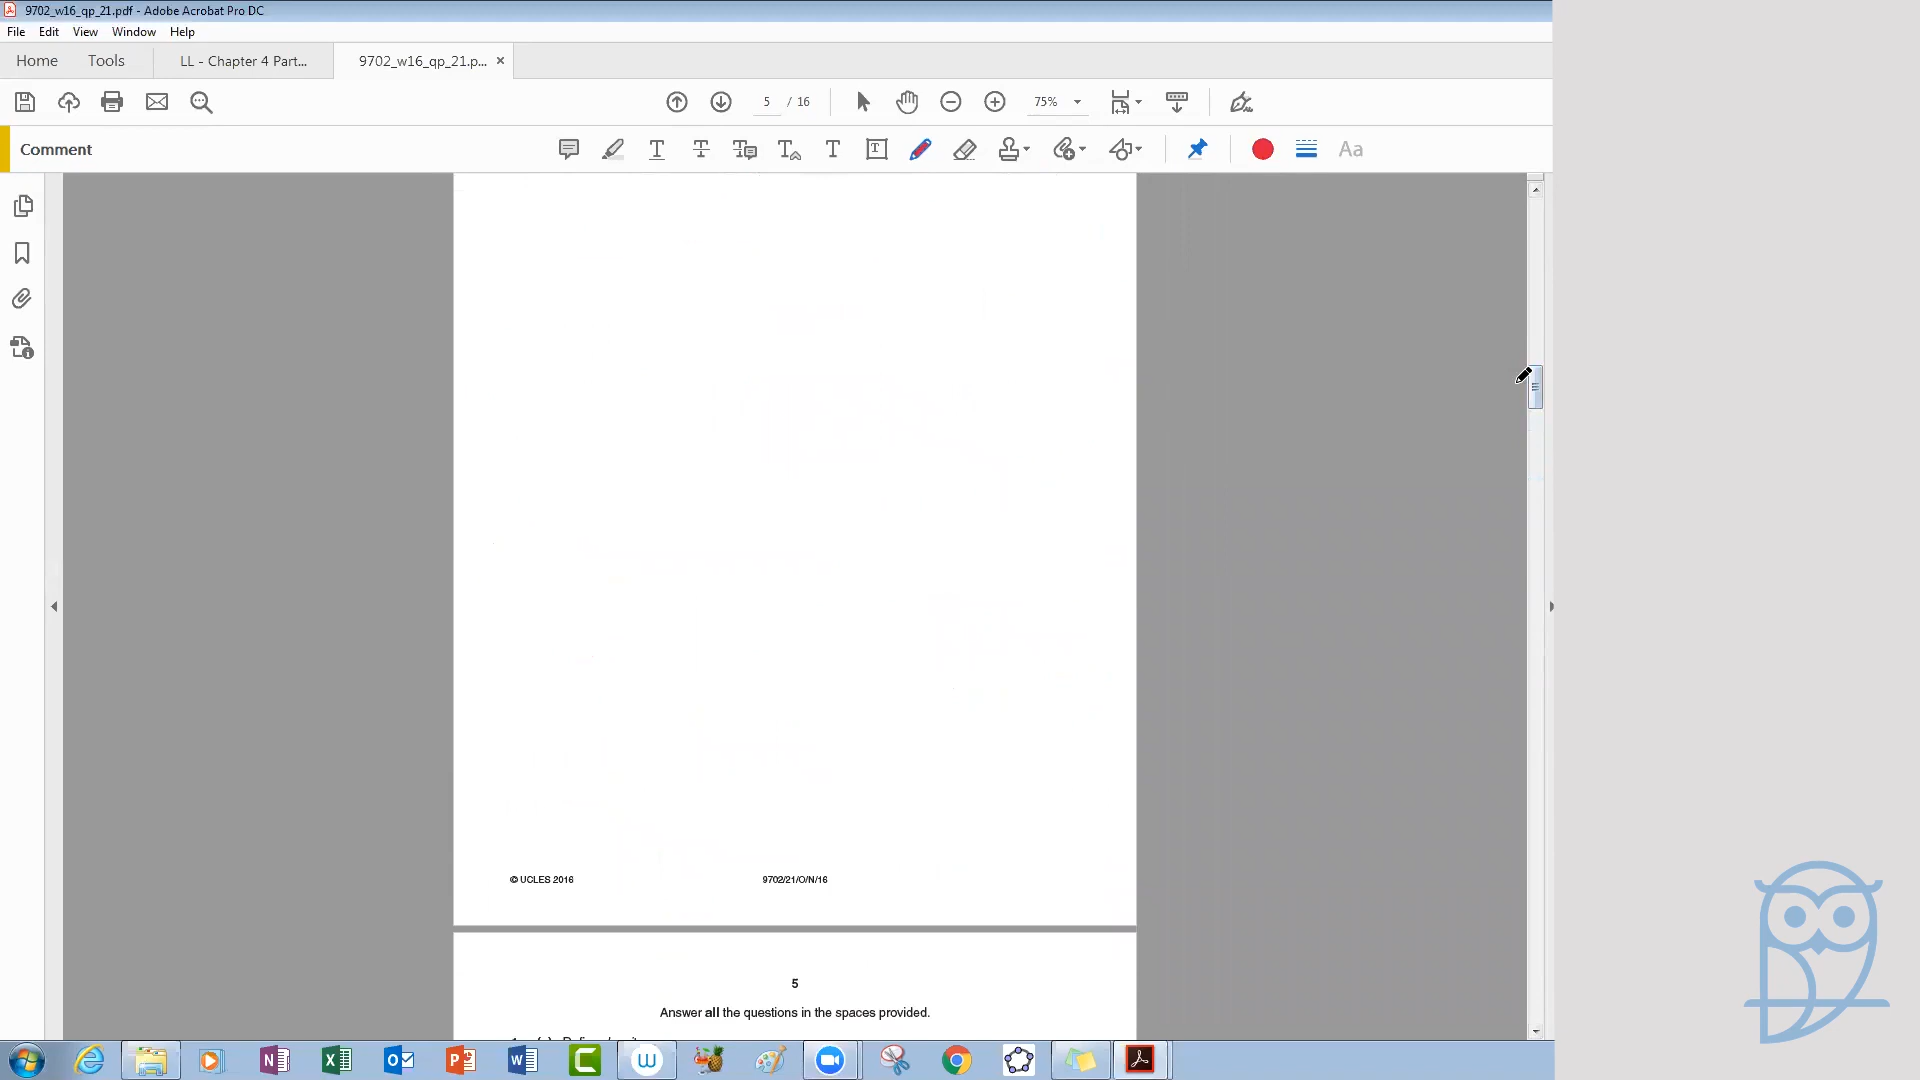 9702_w16_qp_21.pdf - Adobe Acrobat Pro DC
File Edit View Window Help
Home Tools LL - Chapter 4 Part... 9702_w16_qp_21.p... ×
5 / 16 75%
Comment Aa
© UCLES 2016 9702/21/O/N/16
5
Answer all the questions in the spaces provided.